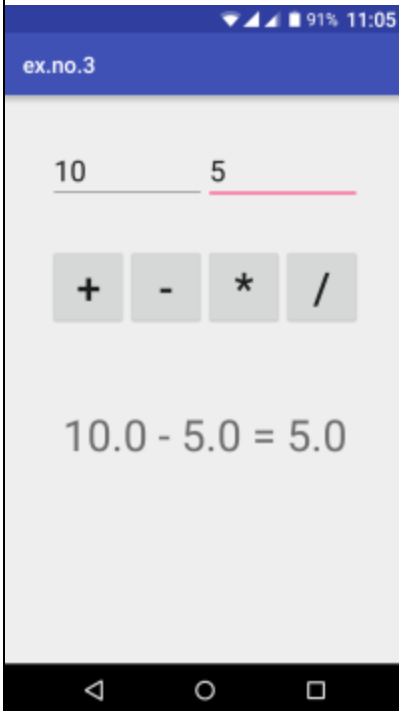 91% 11:05
ex.no.3
10 5
+ - * /
10.0 - 5.0 = 5.0